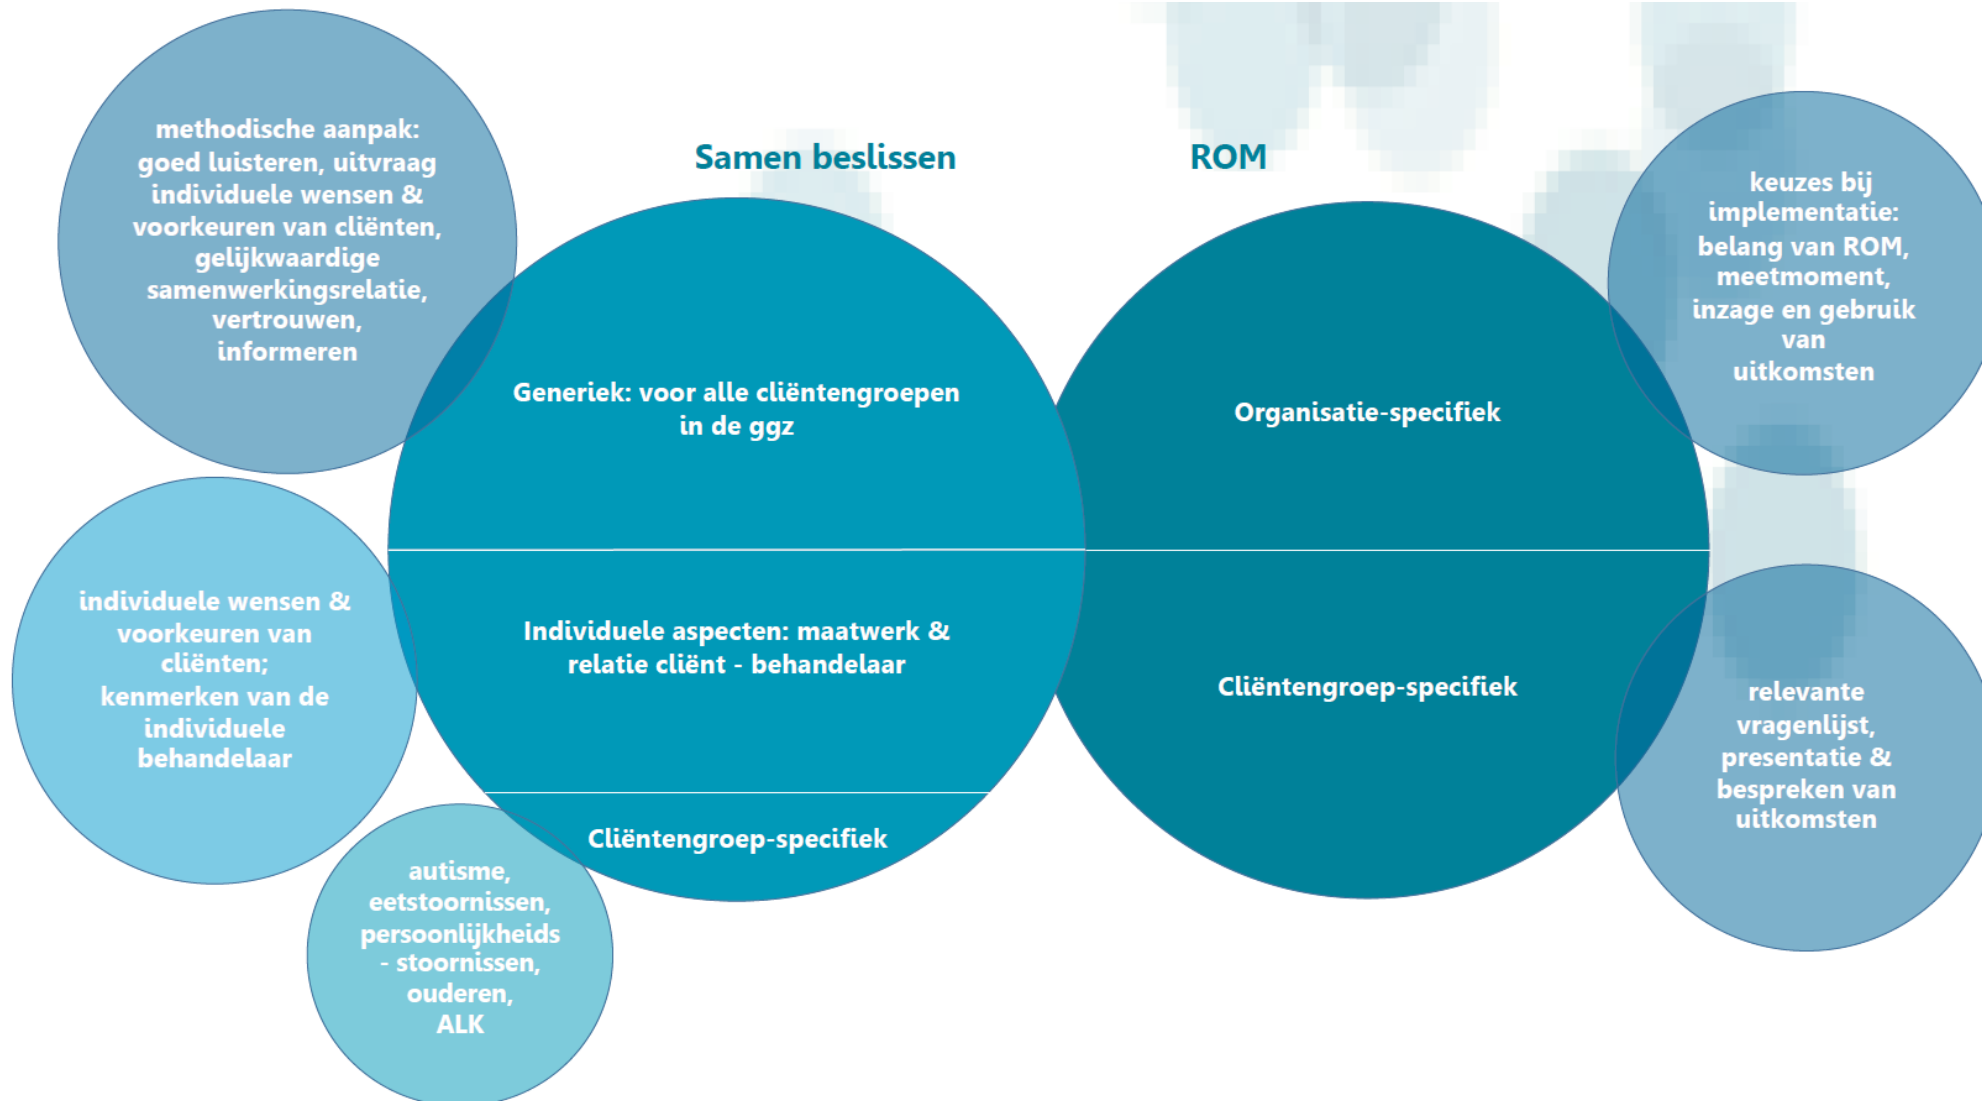 methodische aanpak:
goed luisteren, uitvraag
individuele wensen &
voorkeuren van cliënten,
gelijkwaardige
samenwerkingsrelatie,
vertrouwen,
informeren
individuele wensen &
voorkeuren van
cliënten;
kenmerken van de
individuele
behandelaar
autisme,
eetstoornissen,
persoonlijkheids
- stoornissen,
ouderen,
ALK
Samen beslissen
Generiek: voor alle cliëntengroepen
in de ggz
Individuele aspecten: maatwerk &
relatie cliënt - behandelaar
Cliëntengroep-specifiek
ROM
Organisatie-specifiek
Cliëntengroep-specifiek
keuzes bij
implementatie:
belang van ROM,
meetmoment,
inzage en gebruik
van
uitkomsten
relevante
vragenlijst,
presentatie &
bespreken van
uitkomsten